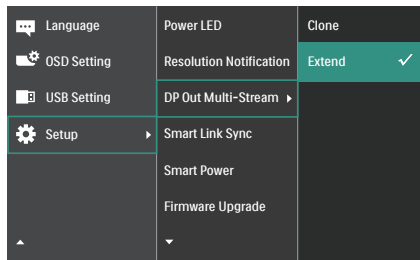 Language
OSD Setting
USB Setting
Setup
Power LED
Resolution Notification
DP Out Multi-Stream
Smart Link Sync
Smart Power
Firmware Upgrade
Clone
Extend